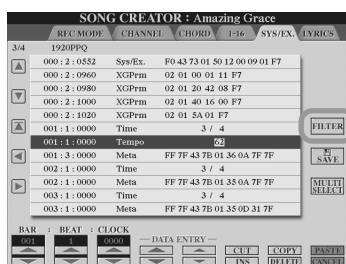 SONG CREATOR : Amazing Grace
REC MODE CHANNEL CHORD 1-16 SYS/EX. LYRICS
3/4 1920PPQ
000 : 2 : 0552 Sys/Ex. F0 43 73 01 50 12 00 09 01 F7
000 : 2 : 0960 XGPrm 02 01 00 01 11 F7
000 : 2 : 0980 XGPrm 02 01 20 42 08 F7
000 : 2 : 1000 XGPrm 02 01 40 16 00 F7
000 : 2 : 1020 XGPrm 02 01 5A 01 F7
001 : 1 : 0000 Time 3 / 4
001 : 1 : 0000 Tempo 62
001 : 3 : 0000 Meta FF 7F 43 7B 01 36 0A 7F 7F
002 : 1 : 0000 Time 3 / 4
002 : 1 : 0000 Meta FF 7F 43 7B 01 35 0A 7F 7F
003 : 1 : 0000 Time 3 / 4
003 : 1 : 0000 Meta FF 7F 43 7B 01 35 0D 31 7F
FILTER
SAVE
MULTI
SELECT
BAR : BEAT : CLOCK
001 1 0000
DATA ENTRY
CUT COPY PASTE
INS DELETE CANCEL